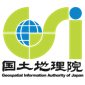 国土地理院
Geospatial Information Authority of Japan